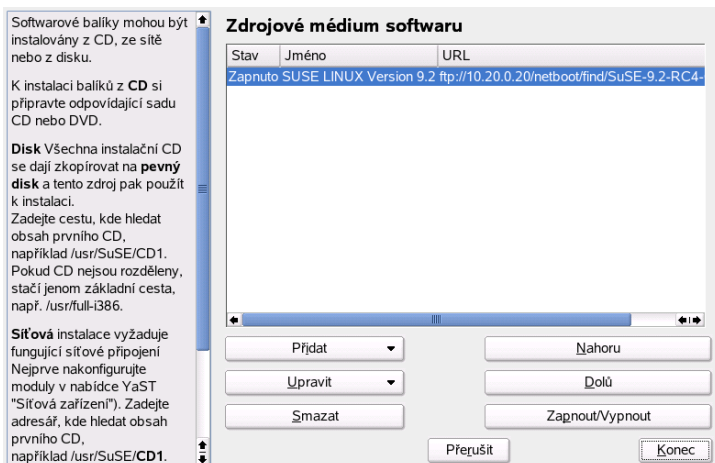 Softwarové balíky mohou být
instalovány z CD, ze sítě
nebo z disku.
K instalaci balíků z CD si
připravte odpovídající sadu
CD nebo DVD.
Disk Všechna instalační CD
se dají zkopírovat na pevný
disk a tento zdroj pak použít
k instalaci.
Zadejte cestu, kde hledat
obsah prvního CD,
například /usr/SuSE/CD1.
Pokud CD nejsou rozděleny,
stačí jenom základní cesta,
např. /usr/full-i386.
Síťová instalace vyžaduje
fungující síťové připojení
Nejprve nakonfigurujte
moduly v nabídce YaST
"Síťová zařízení"). Zadejte
adresář, kde hledat obsah
prvního CD,
například /usr/SuSE/CD1.
Zdrojové médium softwaru
Stav Jméno URL
Zapnuto SUSE LINUX Version 9.2 ftp://10.20.0.20/netboot/find/SuSE-9.2-RC4-
Přidat Nahoru
Upravit Dolů
Smazat Zapnout/Vypnout
Přerušit Konec